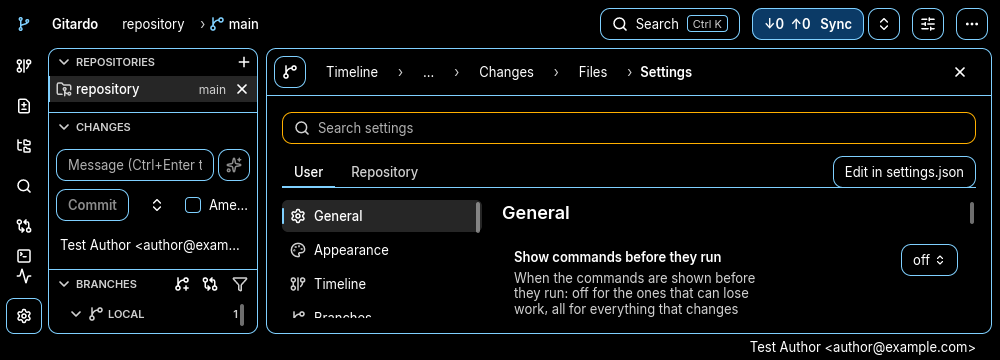 Gitardo repository › main Search Ctrl K ↓0 ↑0 Sync
REPOSITORIES
repository main
CHANGES
Message (Ctrl+Enter t
Commit Ame...
Test Author <author@exam...
BRANCHES
LOCAL 1
Timeline › ... › Changes › Files › Settings
Search settings
User Repository Edit in settings.json
General
Appearance
Timeline
Branches
General
Show commands before they run
When the commands are shown before
they run: off for the ones that can lose
work, all for everything that changes
off
Test Author <author@example.com>